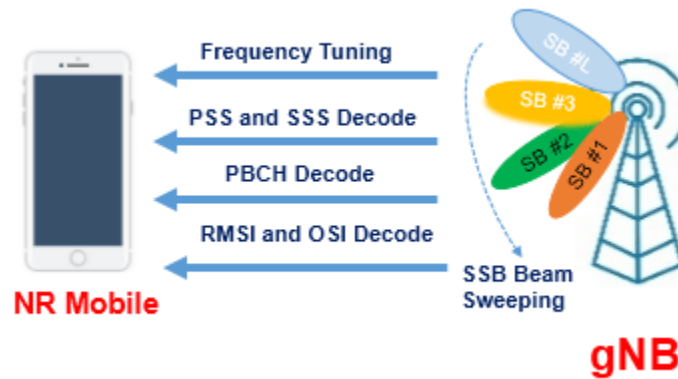 Frequency Tuning
PSS and SSS Decode
PBCH Decode
RMSI and OSI Decode
NR Mobile
SB #L
SB #3
SB #2
SB #1
SSB Beam
Sweeping
gNB